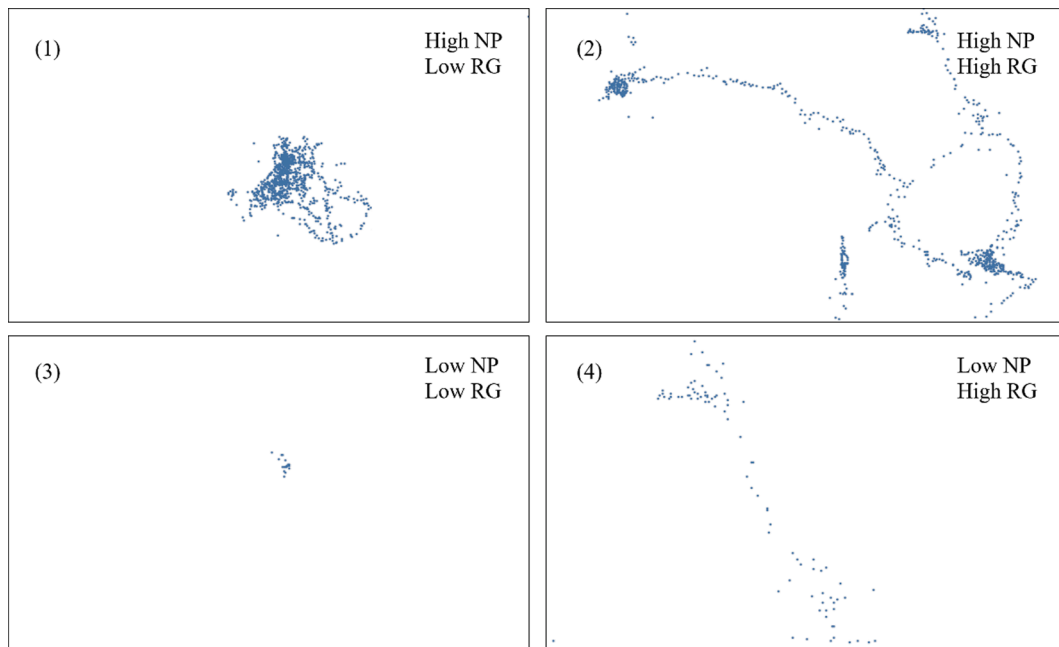 (1)
High NP
Low RG
(2)
High NP
High RG
(3)
Low NP
Low RG
(4)
Low NP
High RG